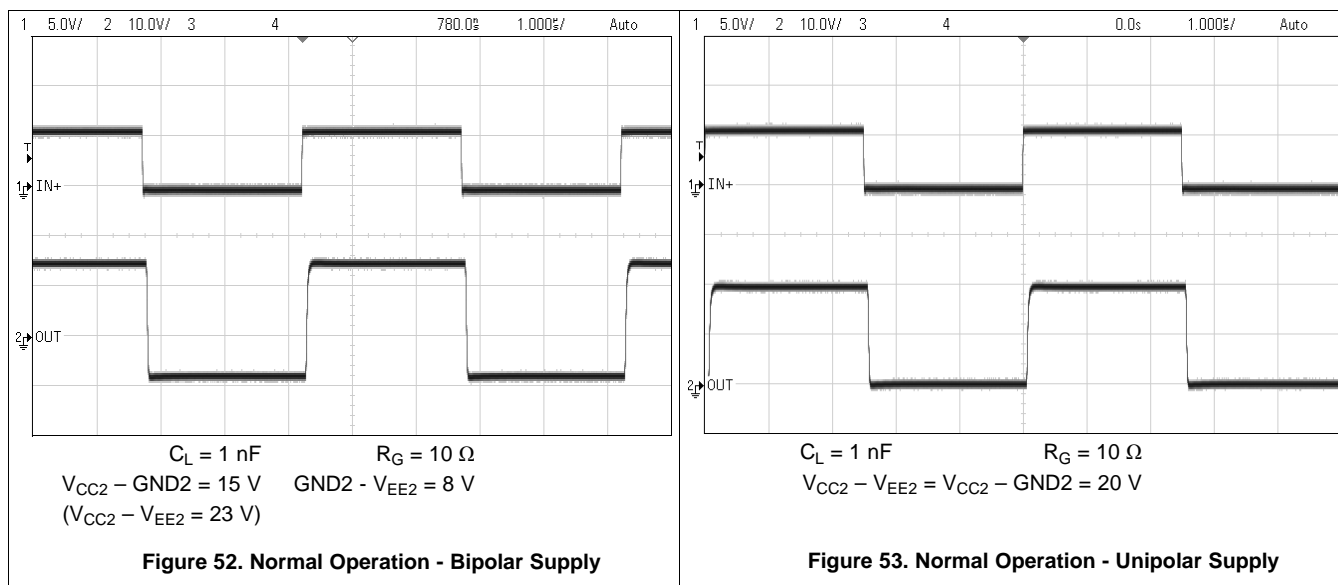 1 5.0V/ 2 10.0V/ 3 4 780.0s 1.000s/ Auto
T
1 IN+
2 OUT
C_L = 1 nF R_G = 10 Ω
V_CC2 – GND2 = 15 V GND2 - V_EE2 = 8 V
(V_CC2 – V_EE2 = 23 V)
Figure 52. Normal Operation - Bipolar Supply
1 5.0V/ 2 10.0V/ 3 4 0.0s 1.000s/ Auto
T
1 IN+
2 OUT
C_L = 1 nF R_G = 10 Ω
V_CC2 – V_EE2 = V_CC2 – GND2 = 20 V
Figure 53. Normal Operation - Unipolar Supply